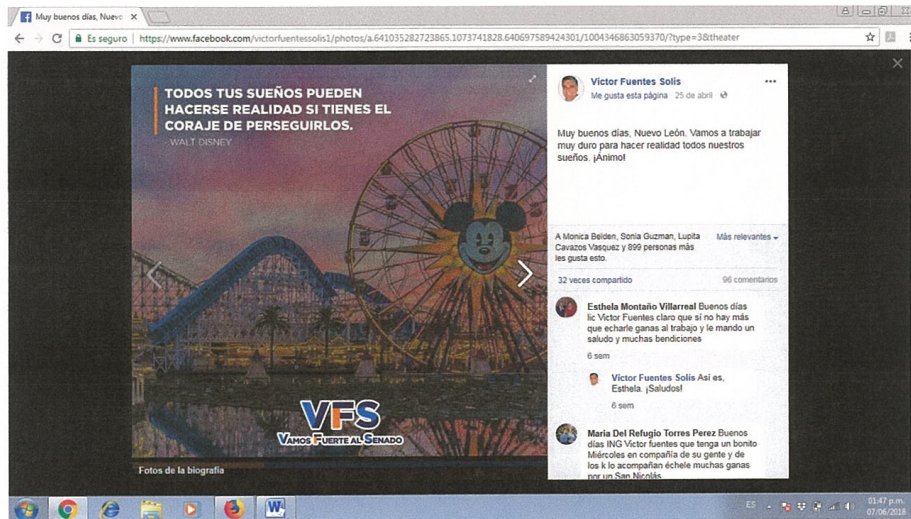 Muy buenos días, Nuevo
Es seguro | https://www.facebook.com/victorfuentessolis1/photos/a.641035282723865.1073741828.640697589424301/1004346863059370/?type=3&theater
TODOS TUS SUEÑOS PUEDEN
HACERSE REALIDAD SI TIENES EL
CORAJE DE PERSEGUIRLOS.
- WALT DISNEY
VFS
VAMOS FUERTE AL SENADO
Fotos de la biografía
Víctor Fuentes Solís
Me gusta esta página · 25 de abril
Muy buenos días, Nuevo León. Vamos a trabajar
muy duro para hacer realidad todos nuestros
sueños. ¡Ánimo!
A Monica Belden, Sonia Guzman, Lupita
Cavazos Vasquez y 899 personas más
les gusta esto.
Más relevantes
32 veces compartido
96 comentarios
Esthela Montaño Villarreal Buenos días
lic Victor Fuentes claro que sí no hay más
que echarle ganas al trabajo y le mando un
saludo y muchas bendiciones
6 sem
Víctor Fuentes Solís Así es,
Esthela. ¡Saludos!
6 sem
Maria Del Refugio Torres Perez Buenos
días ING Victor fuentes que tenga un bonito
Miércoles en compañía de su gente y de
los k lo acompañan échele muchas ganas
por un San Nicolás
ES
01:47 p.m.
07/06/2018